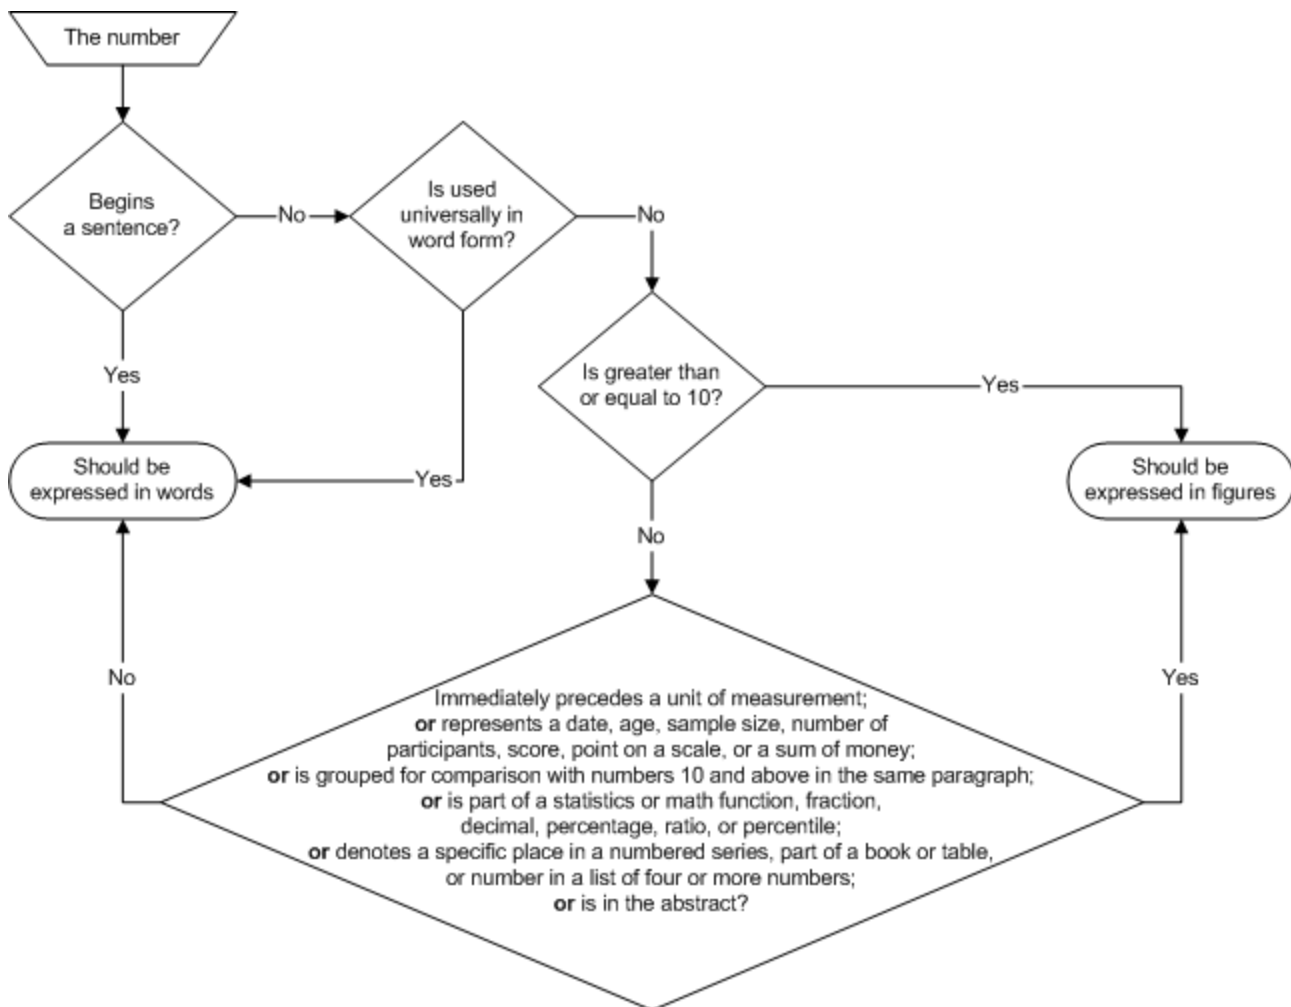 The number
Begins
a sentence?
No
Is used
universally in
word form?
No
Yes
Is greater than
or equal to 10?
Yes
Should be
expressed in words
Yes
Should be
expressed in figures
No
No
Immediately precedes a unit of measurement;
or represents a date, age, sample size, number of
participants, score, point on a scale, or a sum of money;
or is grouped for comparison with numbers 10 and above in the same paragraph;
or is part of a statistics or math function, fraction,
decimal, percentage, ratio, or percentile;
or denotes a specific place in a numbered series, part of a book or table,
or number in a list of four or more numbers;
or is in the abstract?
Yes